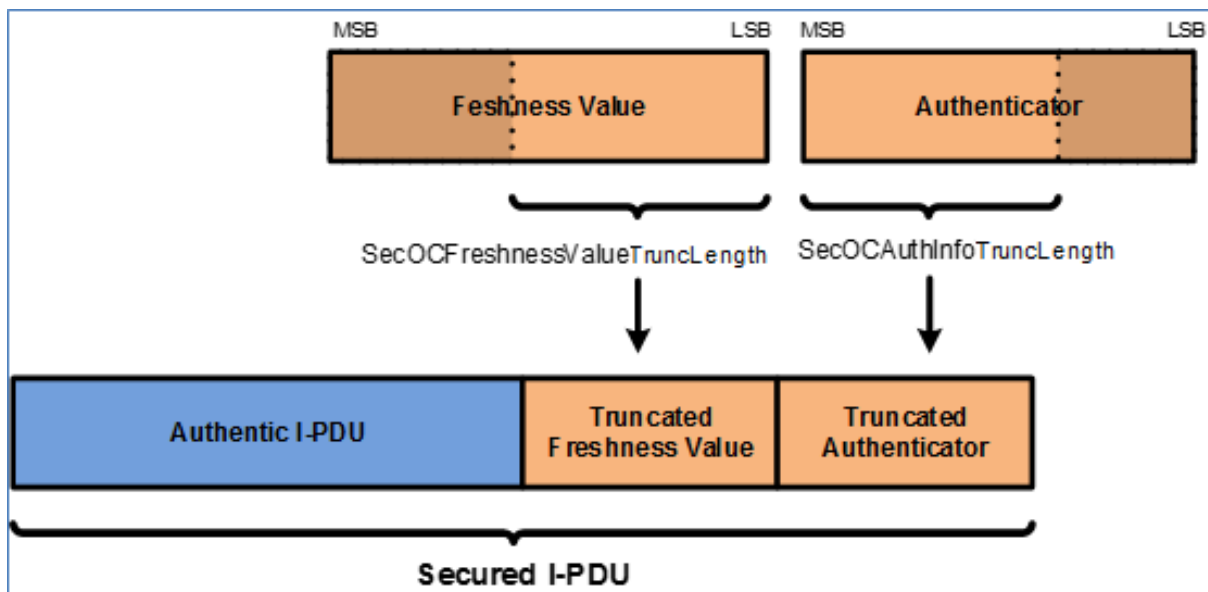 MSB LSB MSB LSB
Feshness Value Authenticator
SecOCFreshnessValueTruncLength SecOCAuthInfoTruncLength
Authentic I-PDU
Truncated
Freshness Value
Truncated
Authenticator
Secured I-PDU